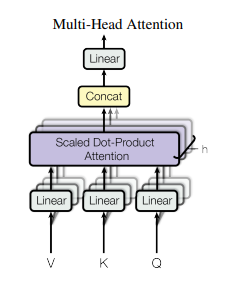 Multi-Head Attention
Linear
Concat
Scaled Dot-Product
Attention
h
Linear Linear Linear
V K Q